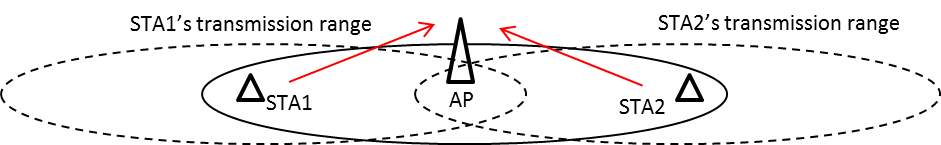 STA1’s transmission range
STA2’s transmission range
STA1
AP
STA2